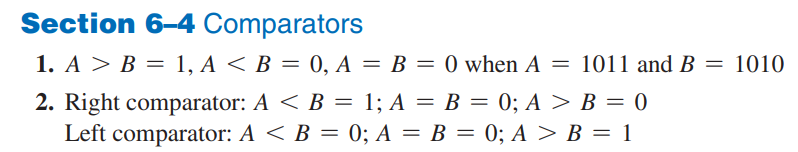 Section 6–4 Comparators
1. A > B = 1, A < B = 0, A = B = 0 when A = 1011 and B = 1010
2. Right comparator: A < B = 1; A = B = 0; A > B = 0
Left comparator: A < B = 0; A = B = 0; A > B = 1